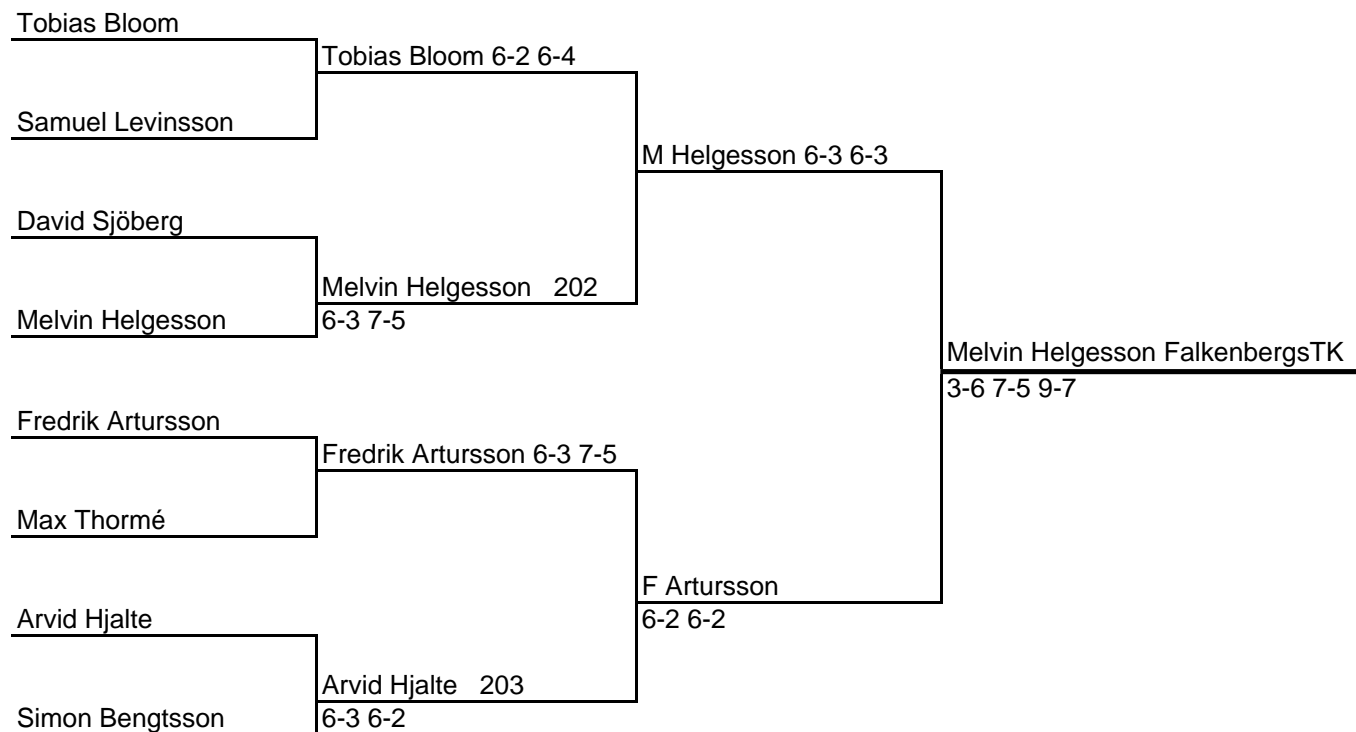 Tobias Bloom
Tobias Bloom 6-2 6-4
Samuel Levinsson
M Helgesson 6-3 6-3
David Sjöberg
Melvin Helgesson 202
Melvin Helgesson
6-3 7-5
Melvin Helgesson FalkenbergsTK
3-6 7-5 9-7
Fredrik Artursson
Fredrik Artursson 6-3 7-5
Max Thormé
F Artursson
6-2 6-2
Arvid Hjalte
Arvid Hjalte 203
Simon Bengtsson
6-3 6-2